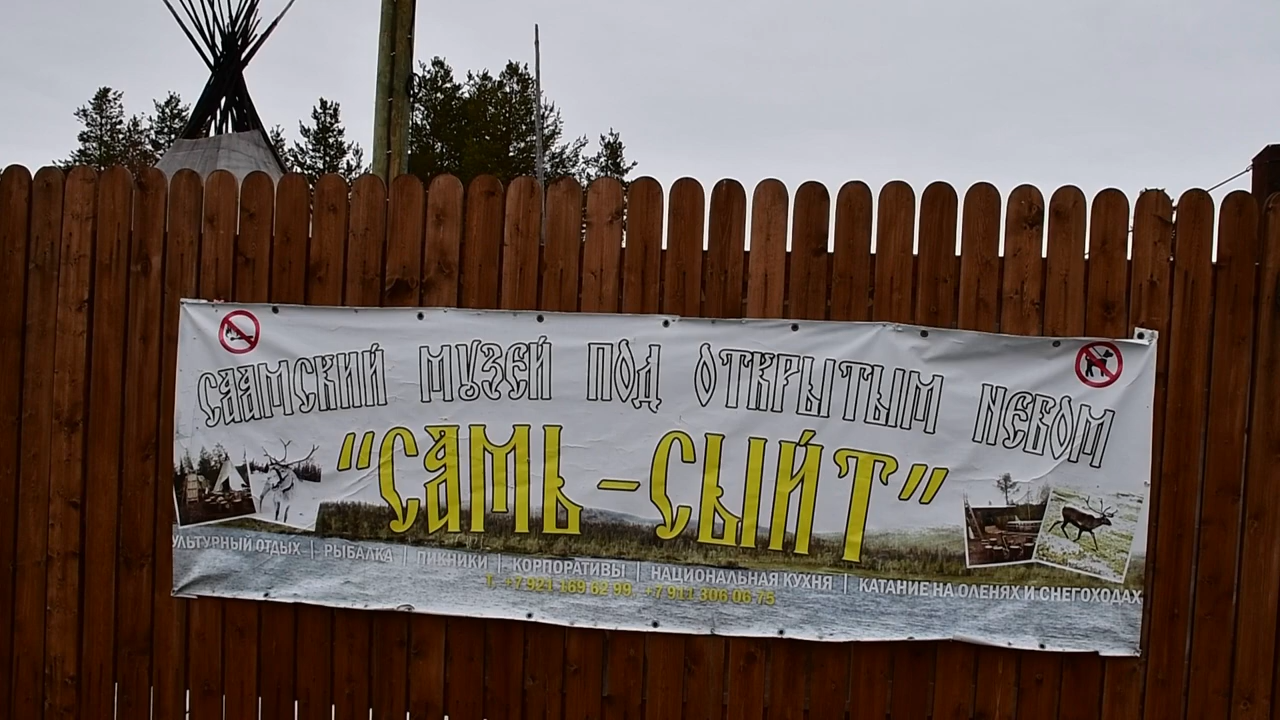 СААМСКИЙ МУЗЕЙ ПОД ОТКРЫТЫМ НЕБОМ
"САМЬ-СЫЙТ"
УЛЬТУРНЫЙ ОТДЫХ | РЫБАЛКА | ПИКНИКИ | КОРПОРАТИВЫ | НАЦИОНАЛЬНАЯ КУХНЯ | КАТАНИЕ НА ОЛЕНЯХ И СНЕГОХОДАХ
Т. +7 921 169 62 99, +7 911 306 06 75